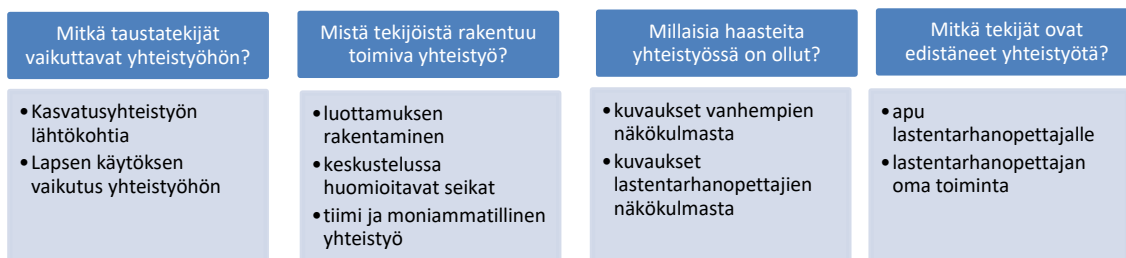 Mitkä taustatekijät
vaikuttavat yhteistyöhön?
• Kasvatusyhteistyön
lähtökohtia
• Lapsen käytöksen
vaikutus yhteistyöhön
Mistä tekijöistä rakentuu
toimiva yhteistyö?
• luottamuksen
rakentaminen
• keskustelussa
huomioitavat seikat
• tiimi ja moniammatillinen
yhteistyö
Millaisia haasteita
yhteistyössä on ollut?
• kuvaukset vanhempien
näkökulmasta
• kuvaukset
lastentarhanopettajien
näkökulmasta
Mitkä tekijät ovat
edistäneet yhteistyötä?
• apu
lastentarhanopettajalle
• lastentarhanopettajan
oma toiminta